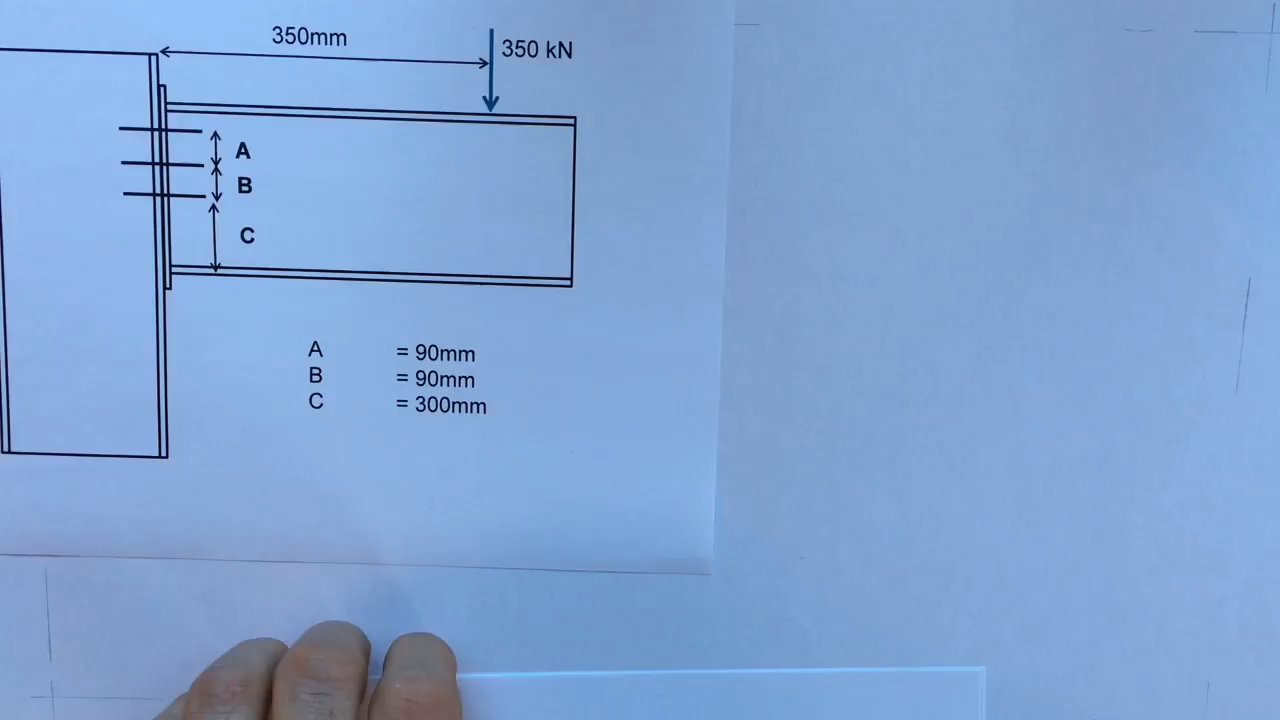 350mm
350 kN
A
B
C
A = 90mm
B = 90mm
C = 300mm